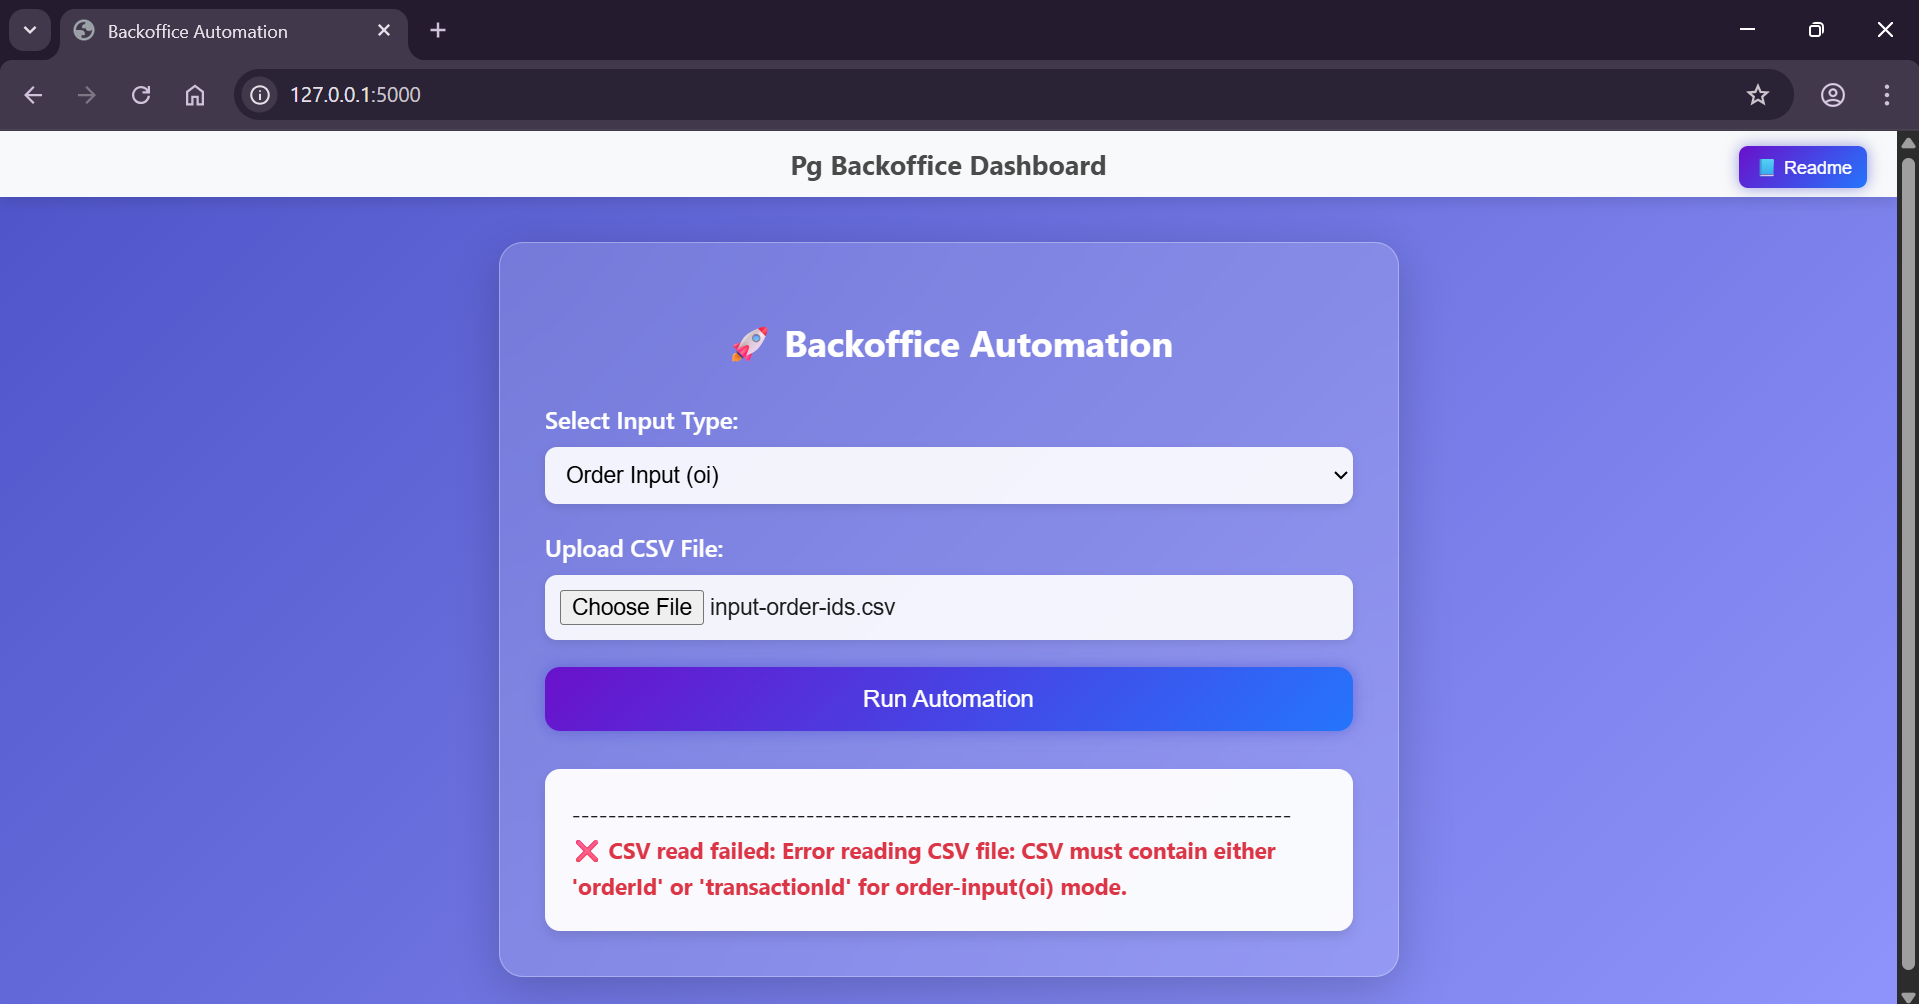 Backoffice Automation
127.0.0.1:5000
Pg Backoffice Dashboard
Readme
Backoffice Automation
Select Input Type:
Order Input (oi)
Upload CSV File:
Choose File input-order-ids.csv
Run Automation
--------------------------------------------------------------------------------
❌ CSV read failed: Error reading CSV file: CSV must contain either
'orderId' or 'transactionId' for order-input(oi) mode.